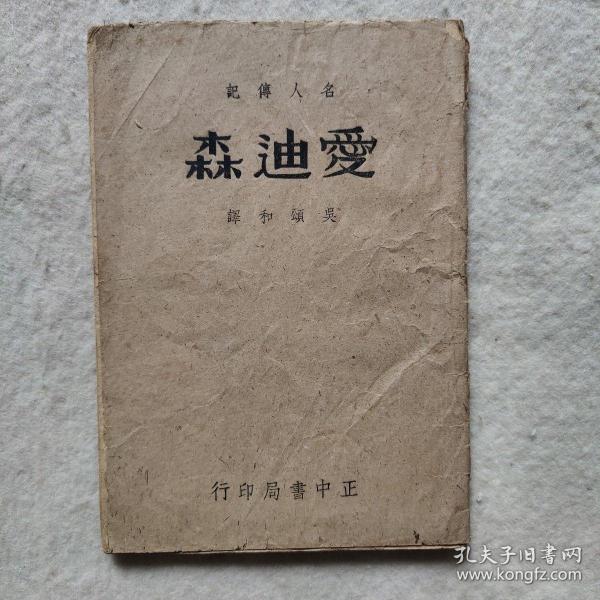 名人傳記
愛迪森
吳頌和譯
正中書局印行
孔夫子旧书网
www.kongfz.com